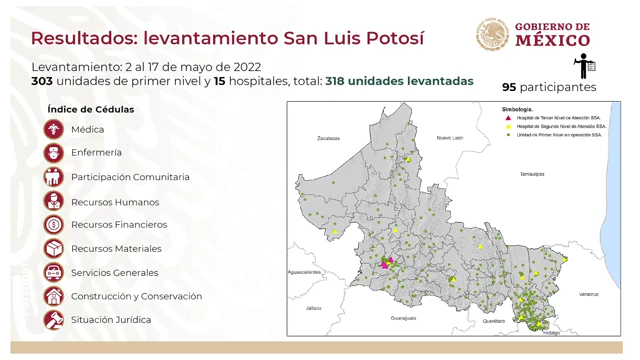 Resultados: levantamiento San Luis Potosí
GOBIERNO DE
MÉXICO
Levantamiento: 2 al 17 de mayo de 2022
303 unidades de primer nivel y 15 hospitales, total: 318 unidades levantadas
95 participantes
Índice de Cédulas
Médica
Enfermería
Participación Comunitaria
Recursos Humanos
Recursos Financieros
Recursos Materiales
Servicios Generales
Construcción y Conservación
Situación Jurídica
Simbología.
Hospital de Tercer Nivel de Atención SSA.
Hospital de Segundo Nivel de Atención SSA.
Unidad de Primer Nivel en operación SSA.
Zacatecas
Nuevo León
Tamaulipas
Aguascalientes
Jalisco
Guanajuato
Querétaro
Hidalgo
Veracruz